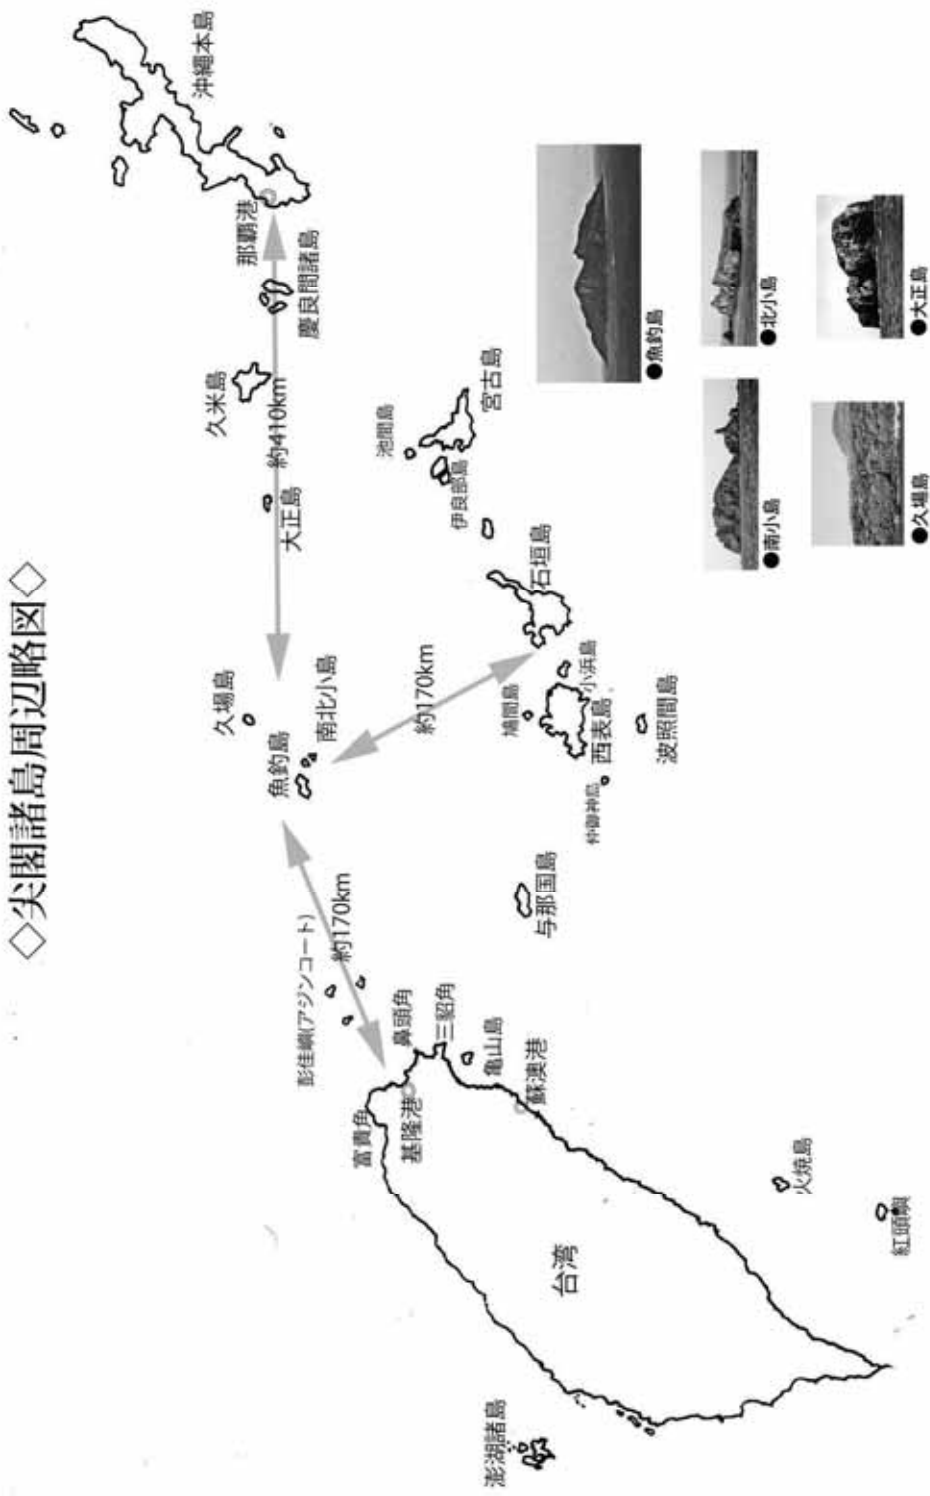 ◇尖閣諸島周辺略図◇
沖縄本島
那覇港
慶良間諸島
久米島
約410km
大正島
久場島
魚釣島
南北小島
約170km
池間島
宮古島
伊良部島
石垣島
小浜島
鳩間島
西表島
波照間島
仲御神島
与那国島
彭佳嶼(アジンコート)
約170km
富貴角
基隆港
鼻頭角
三貂角
亀山島
蘇澳港
台湾
火焼島
紅頭嶼
澎湖諸島
●魚釣島
●南小島
●北小島
●久場島
●大正島